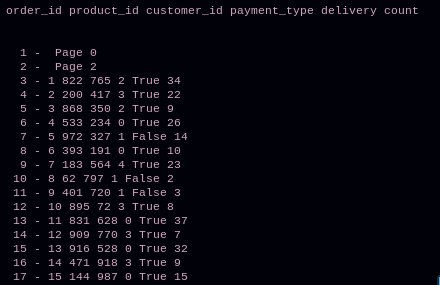 order_id product_id customer_id payment_type delivery count
1 -  Page 0
2 -  Page 2
3 - 1 822 765 2 True 34
4 - 2 200 417 3 True 22
5 - 3 868 350 2 True 9
6 - 4 533 234 0 True 26
7 - 5 972 327 1 False 14
8 - 6 393 191 0 True 10
9 - 7 183 564 4 True 23
10 - 8 62 797 1 False 2
11 - 9 401 720 1 False 3
12 - 10 895 72 3 True 8
13 - 11 831 628 0 True 37
14 - 12 909 770 3 True 7
15 - 13 916 528 0 True 32
16 - 14 471 918 3 True 9
17 - 15 144 987 0 True 15